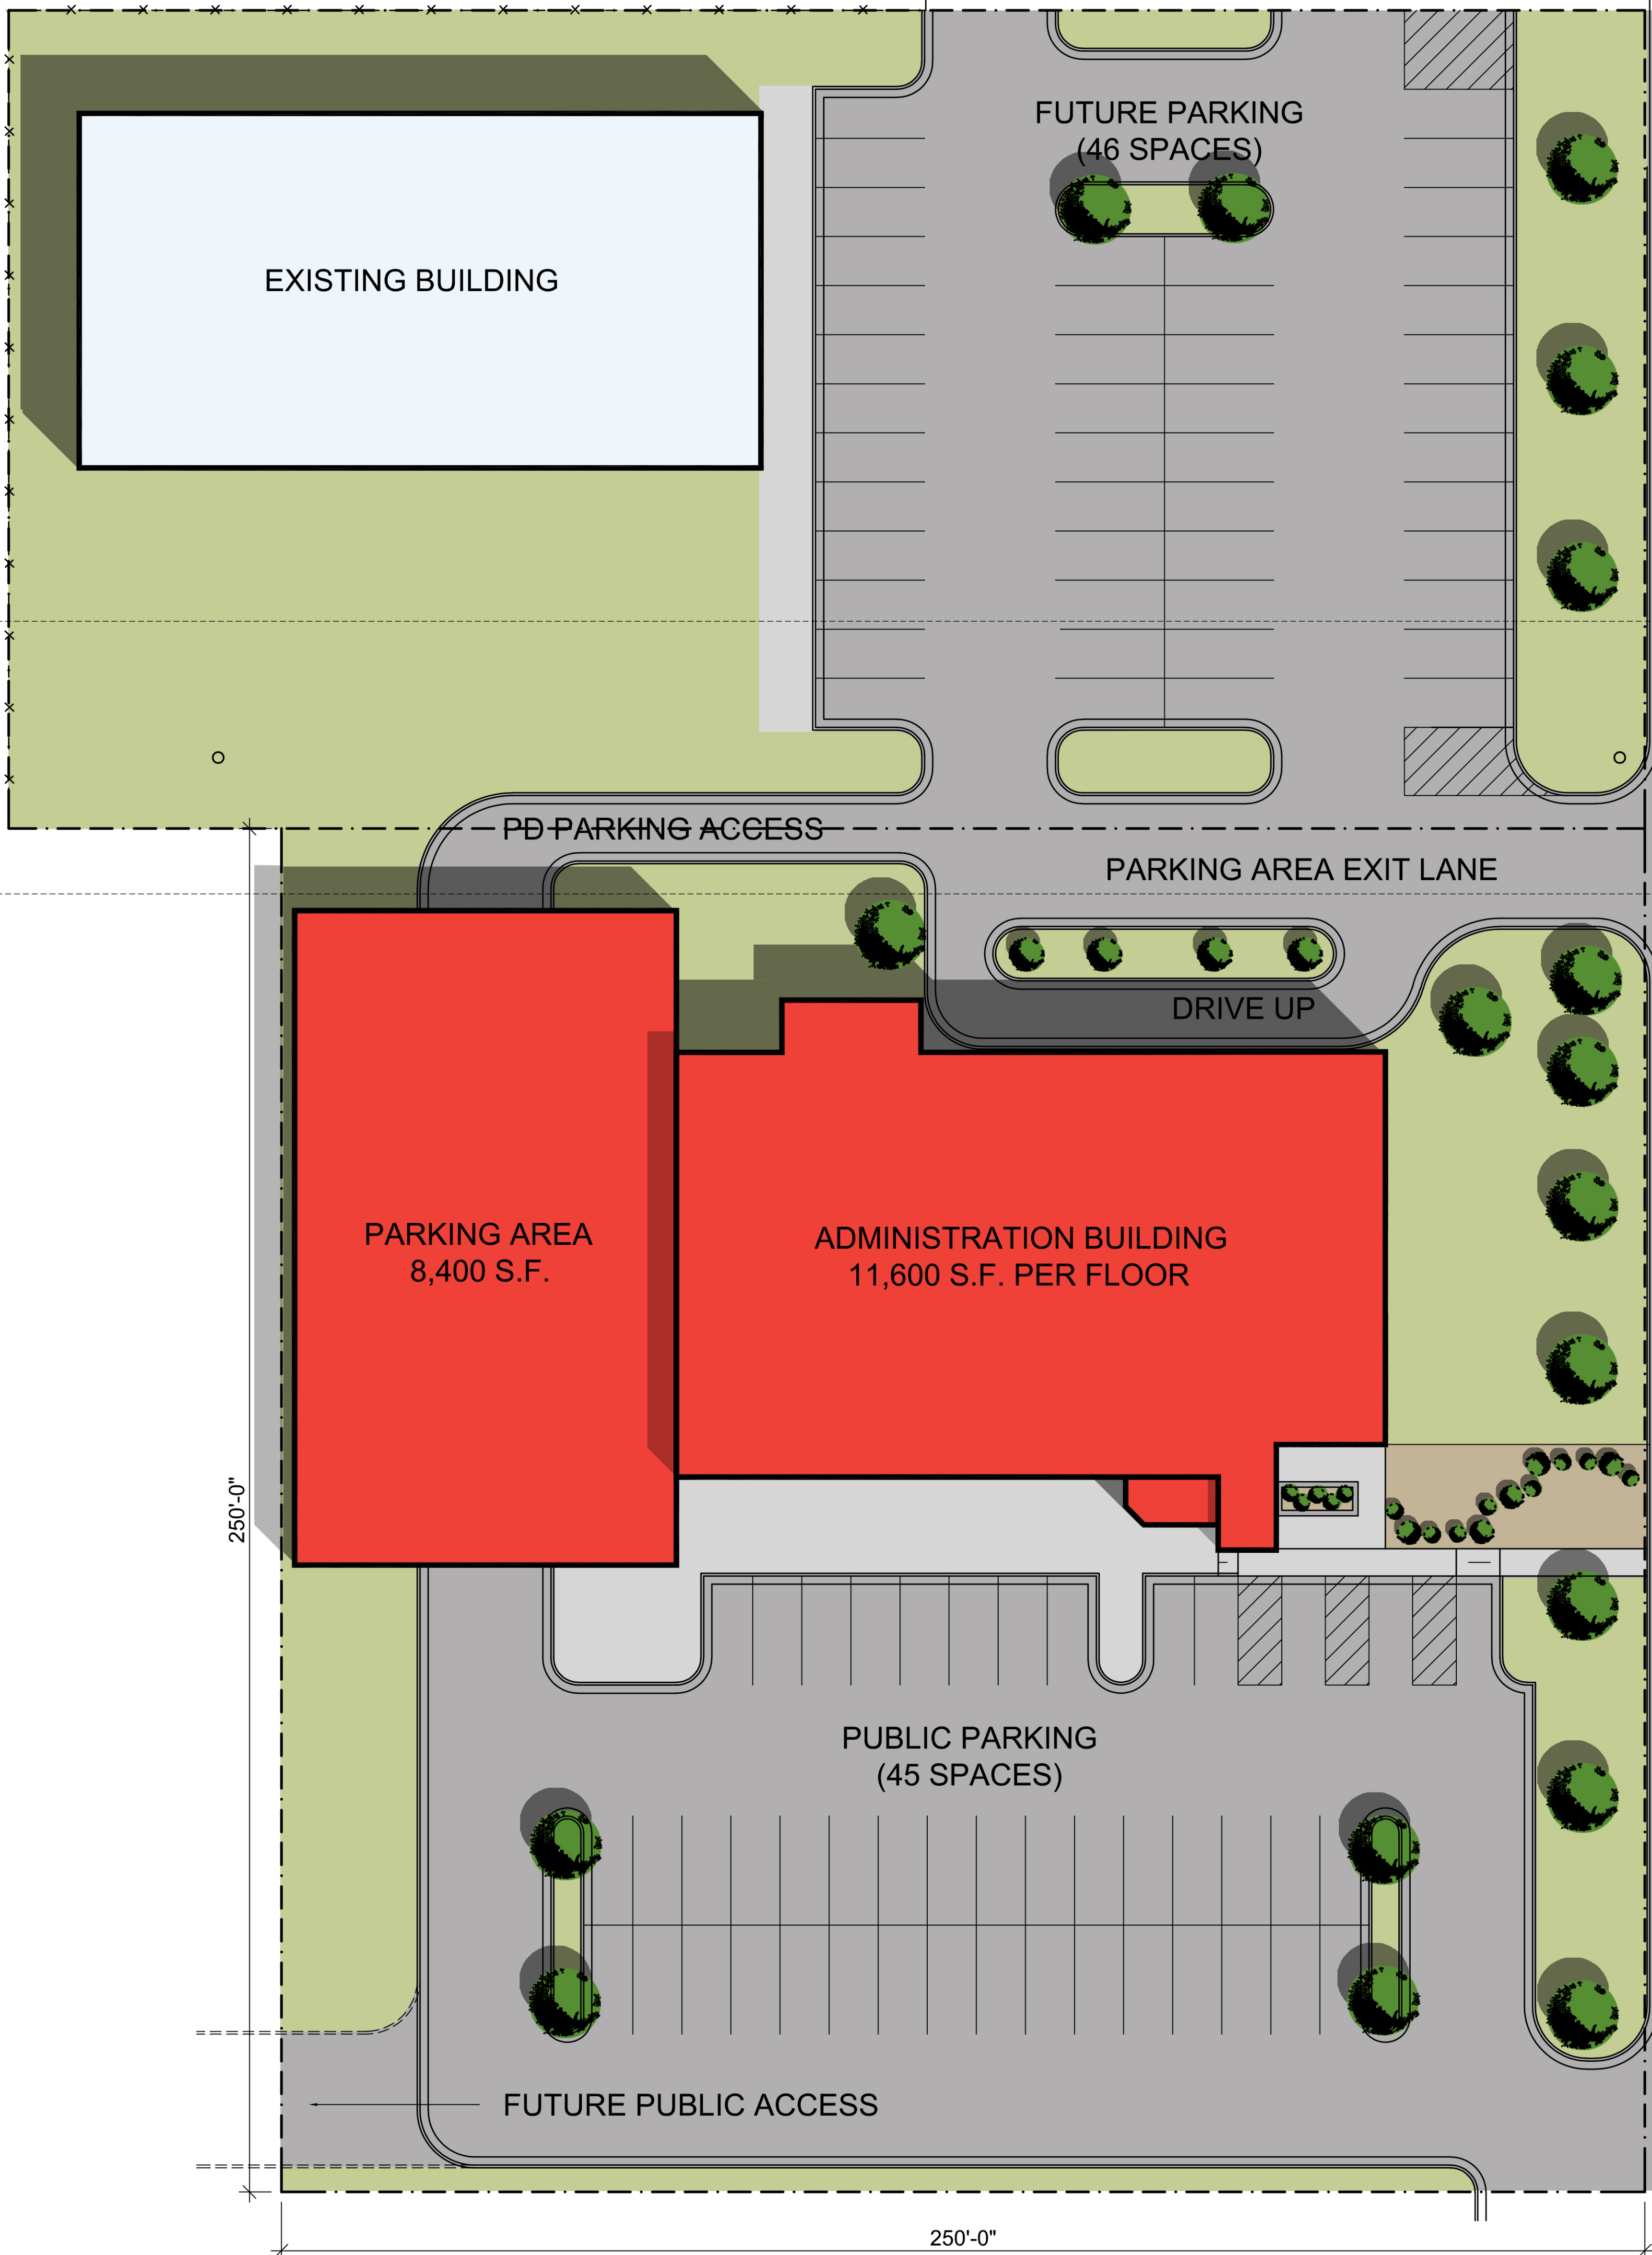 FUTURE PARKING
(46 SPACES)
EXISTING BUILDING
PD PARKING ACCESS
PARKING AREA EXIT LANE
DRIVE UP
PARKING AREA
8,400 S.F.
ADMINISTRATION BUILDING
11,600 S.F. PER FLOOR
250'-0"
PUBLIC PARKING
(45 SPACES)
FUTURE PUBLIC ACCESS
250'-0"